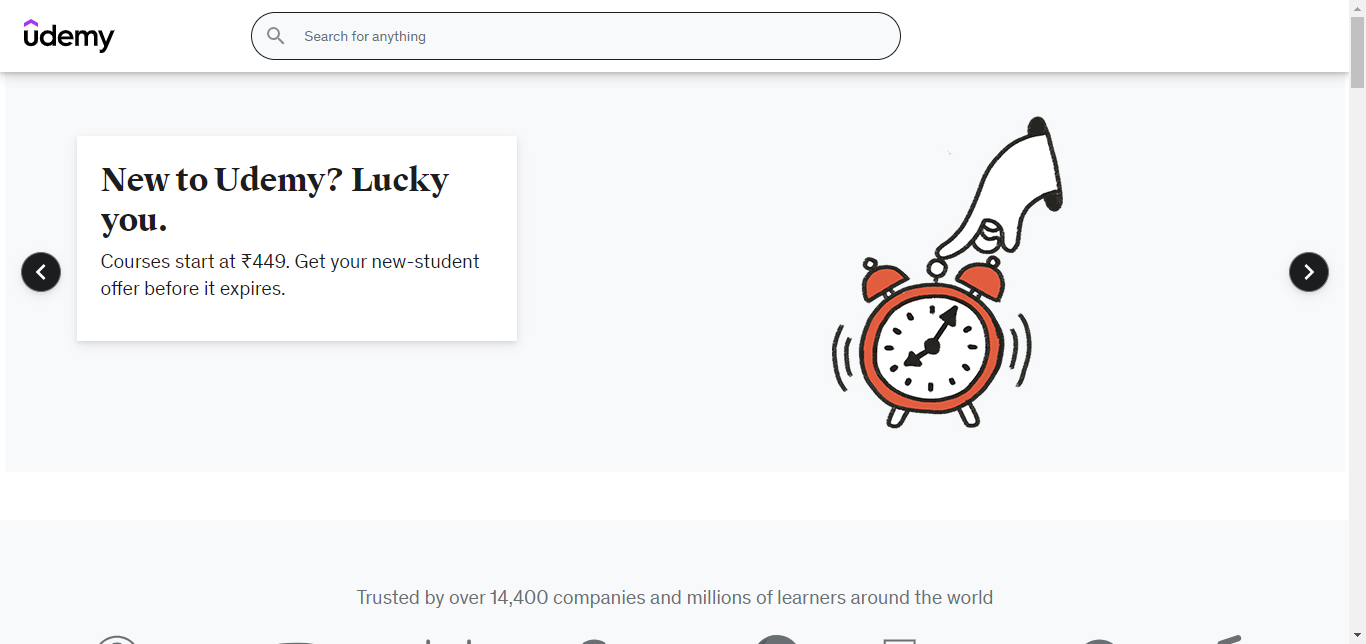 udemy
Search for anything
New to Udemy? Lucky
you.
Courses start at ₹449. Get your new-student
offer before it expires.
Trusted by over 14,400 companies and millions of learners around the world